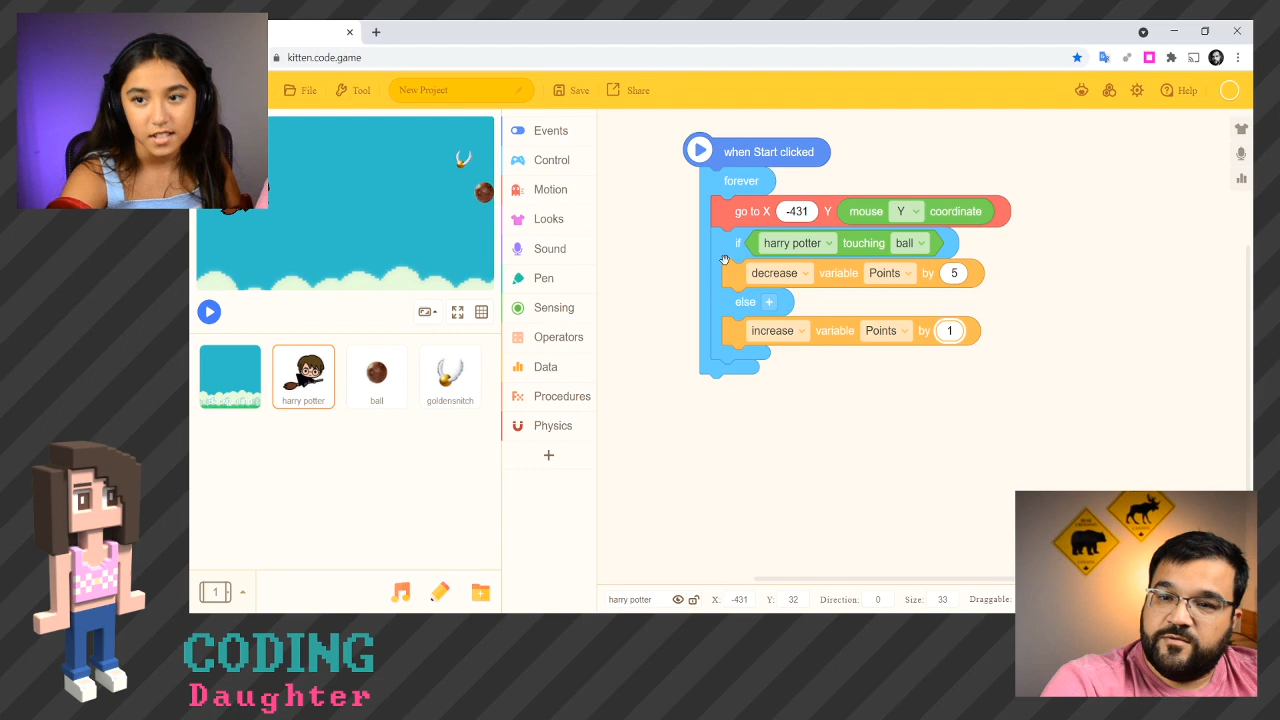 kitten.code.game
File
Tool
New Project
Save
Share
Help
Events
Control
Motion
Looks
Sound
Pen
Sensing
Operators
Data
Procedures
Physics
when Start clicked
forever
go to X -431 Y mouse Y coordinate
if harry potter touching ball
decrease variable Points by 5
else
increase variable Points by 1
harry potter
ball
goldensnitch
1
harry potter X: -431 Y: 32 Direction: 0 Size: 33 Draggable:
CODING
Daughter